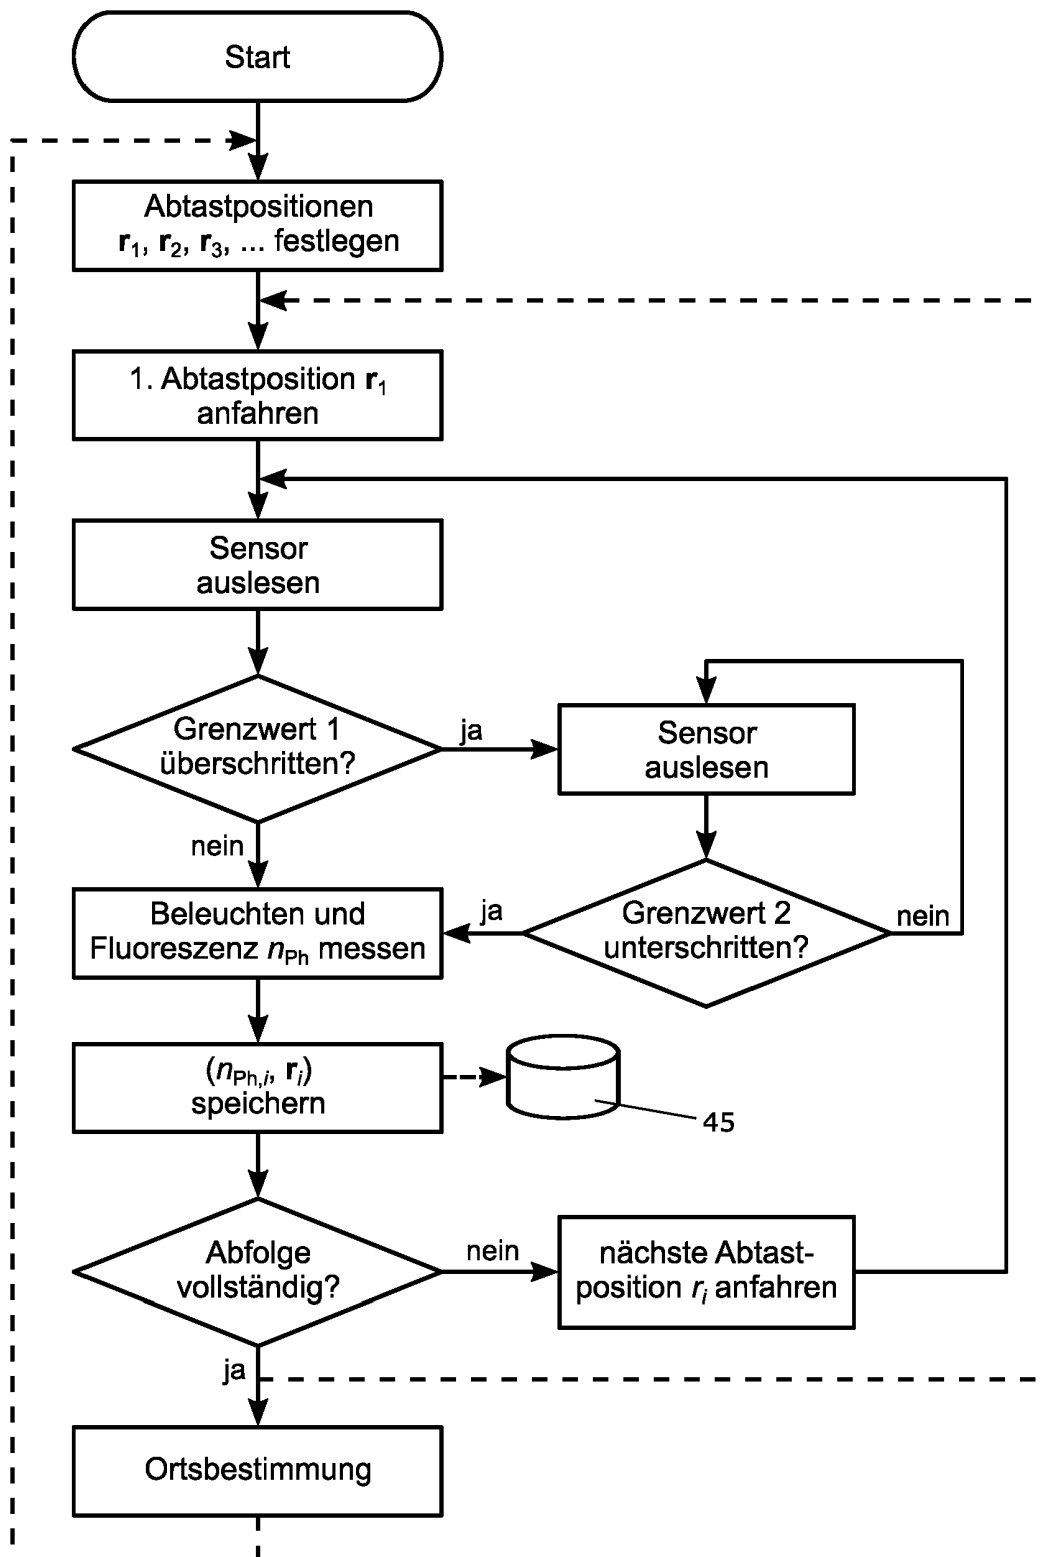 Start
Abtastpositionen
r₁, r₂, r₃, ... festlegen
1. Abtastposition r₁
anfahren
Sensor
auslesen
Grenzwert 1
überschritten?
ja
Sensor
auslesen
nein
Grenzwert 2
unterschritten?
ja
nein
Beleuchten und
Fluoreszenz nPh messen
(nPh,i, ri)
speichern
45
Abfolge
vollständig?
nein
nächste Abtast-
position ri anfahren
ja
Ortsbestimmung